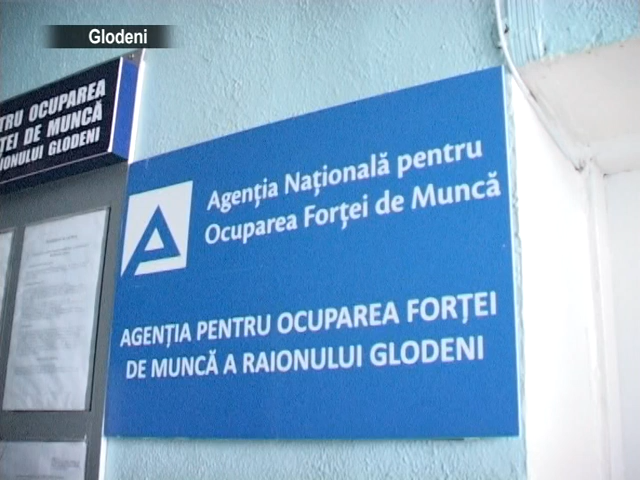 Glodeni
TRU OCUPAREA
ȚEI DE MUNCĂ
AIONULUI GLODENI
Agenția Națională pentru
Ocuparea Forței de Muncă
AGENȚIA PENTRU OCUPAREA FORȚEI
DE MUNCĂ A RAIONULUI GLODENI